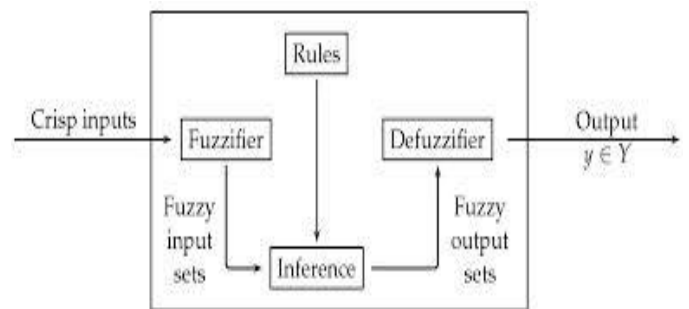 Rules
Crisp inputs
Fuzzifier
Defuzzifier
Output
y ∈ Y
Fuzzy
input
sets
Inference
Fuzzy
output
sets